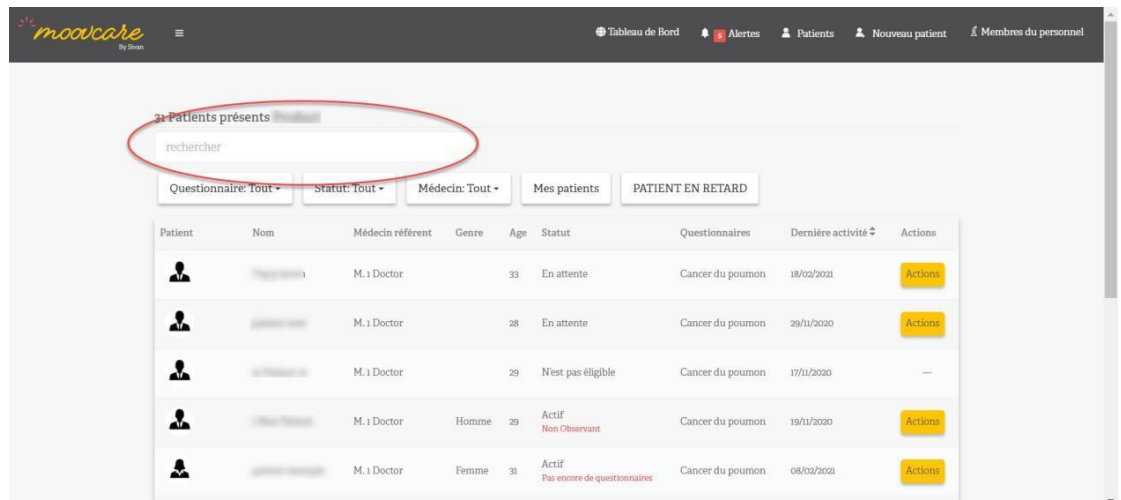 moovcare
By Sivan
Tableau de Bord
5 Alertes
Patients
Nouveau patient
Membres du personnel
31 Patients présents
rechercher
Questionnaire: Tout
Statut: Tout
Médecin: Tout
Mes patients
PATIENT EN RETARD
Patient Nom Médecin référent Genre Age Statut Questionnaires Dernière activité Actions
M. 1 Doctor 33 En attente Cancer du poumon 18/02/2021 Actions
M. 1 Doctor 28 En attente Cancer du poumon 29/11/2020 Actions
M. 1 Doctor 29 N'est pas éligible Cancer du poumon 17/11/2020 —
M. 1 Doctor Homme 29 Actif Cancer du poumon 19/11/2020 Actions
Non Observant
M. 1 Doctor Femme 31 Actif Cancer du poumon 08/02/2021 Actions
Pas encore de questionnaires